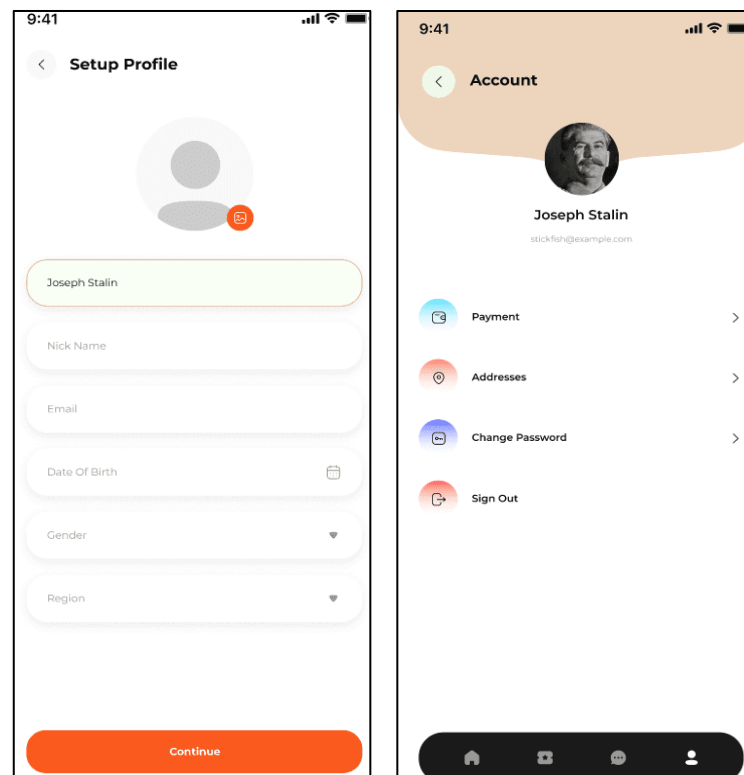 9:41
Setup Profile
Joseph Stalin
Nick Name
Email
Date Of Birth
Gender
Region
Continue
9:41
Account
Joseph Stalin
stickfish@example.com
Payment
Addresses
Change Password
Sign Out